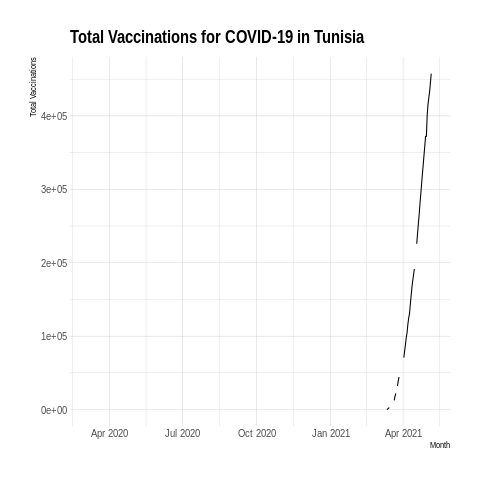 Total Vaccinations for COVID-19 in Tunisia
Total Vaccinations
4e+05
3e+05
2e+05
1e+05
0e+00
Apr 2020 Jul 2020 Oct 2020 Jan 2021 Apr 2021
Month